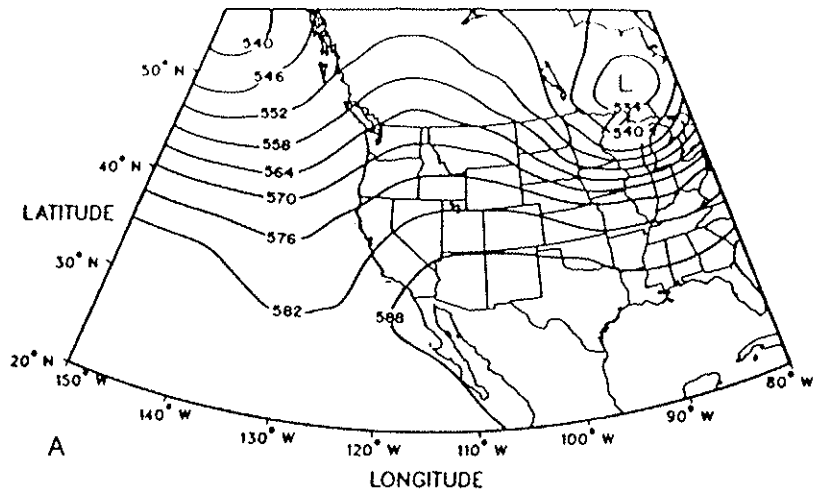 540
50° N
546
L
552
534
540
558
564
40° N
570
LATITUDE
576
30° N
582
588
20° N
150° W
80° W
140° W
90° W
130° W
100° W
120° W
110° W
A
LONGITUDE